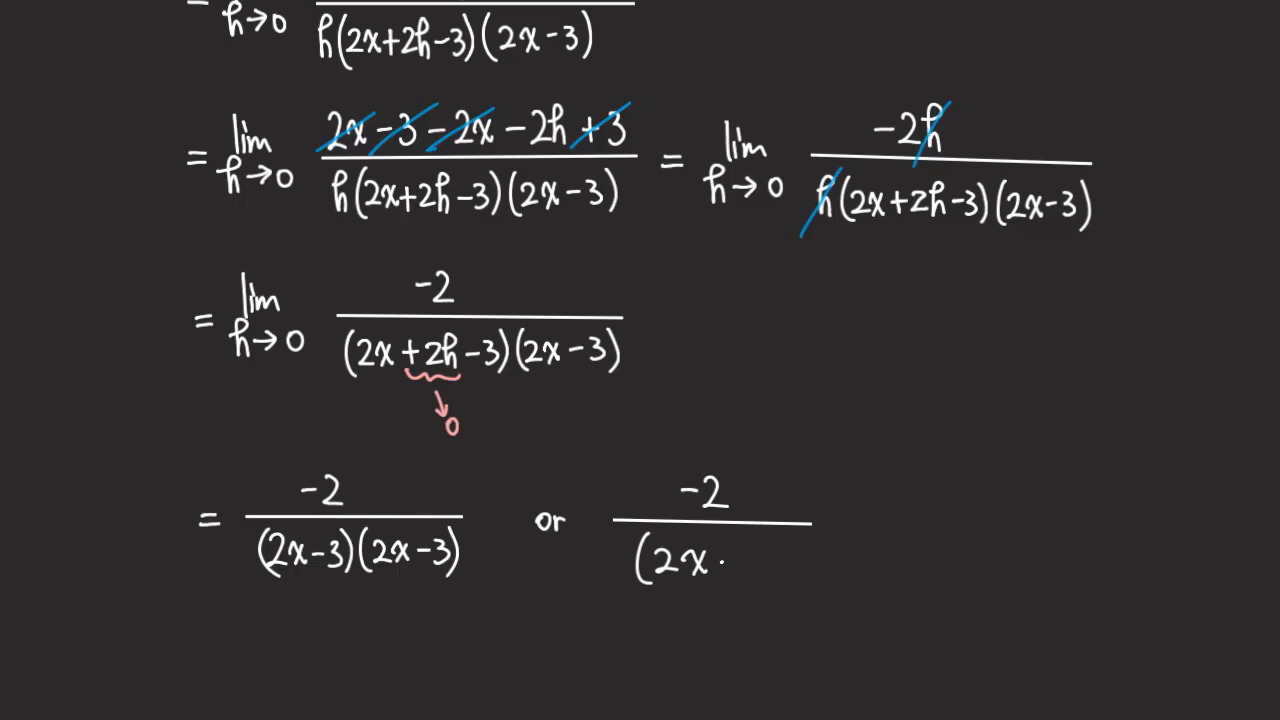 = h→0 h(2x+2h-3)(2x-3)
= lim h→0 (2x-3-2x-2h+3)/(h(2x+2h-3)(2x-3)) = lim h→0 (-2h)/(h(2x+2h-3)(2x-3))
= lim h→0 (-2)/((2x+2h-3)(2x-3))
→ 0
= (-2)/((2x-3)(2x-3)) or (-2)/((2x ·